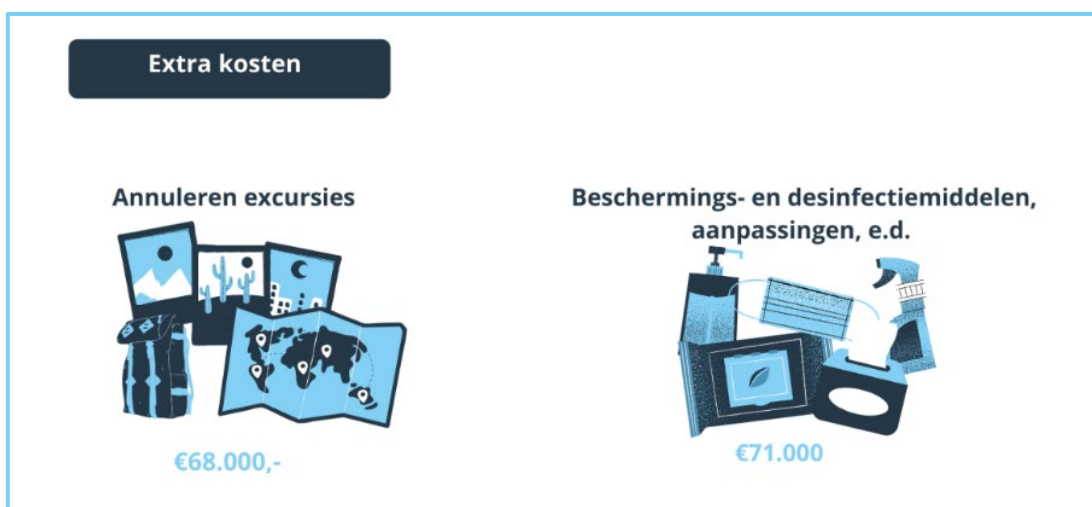 Extra kosten
Annuleren excursies
€68.000,-
Beschermings- en desinfectiemiddelen,
aanpassingen, e.d.
€71.000